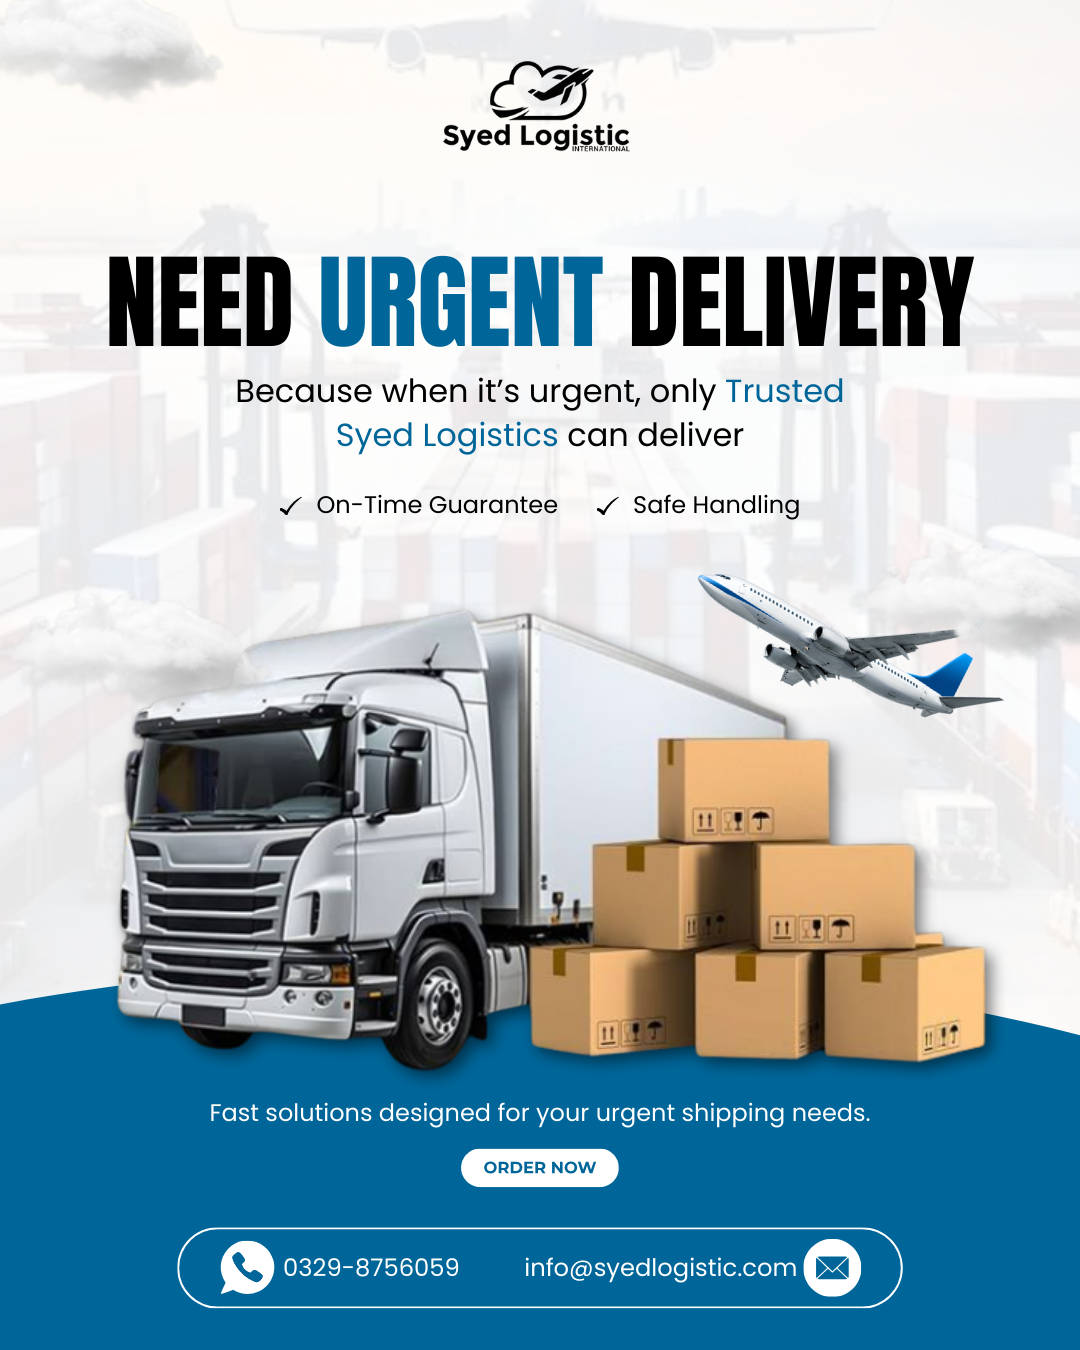 Syed Logistic
INTERNATIONAL
NEED URGENT DELIVERY
Because when it’s urgent, only Trusted
Syed Logistics can deliver
On-Time Guarantee Safe Handling
Fast solutions designed for your urgent shipping needs.
ORDER NOW
0329-8756059 info@syedlogistic.com